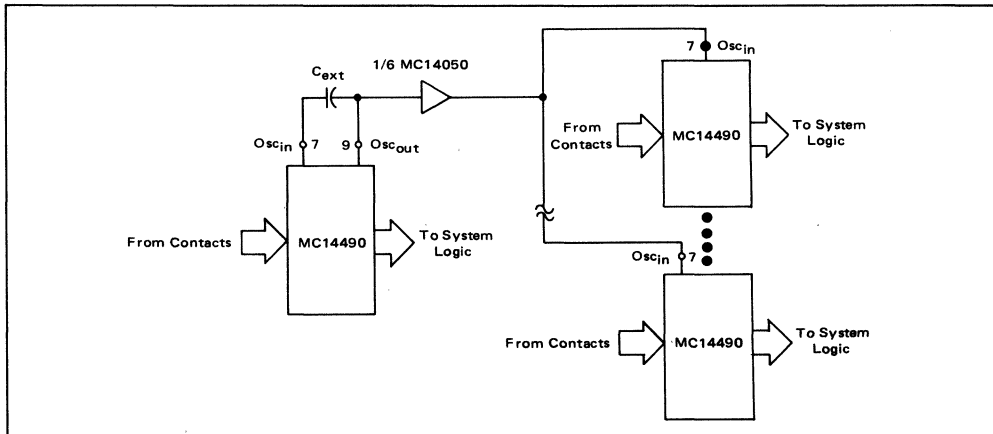 1/6 MC14050
Cext
7 Oscin
Oscin 7
9 Oscout
From Contacts
MC14490
To System
Logic
From
Contacts
MC14490
To System
Logic
Oscin 7
From Contacts
MC14490
To System
Logic